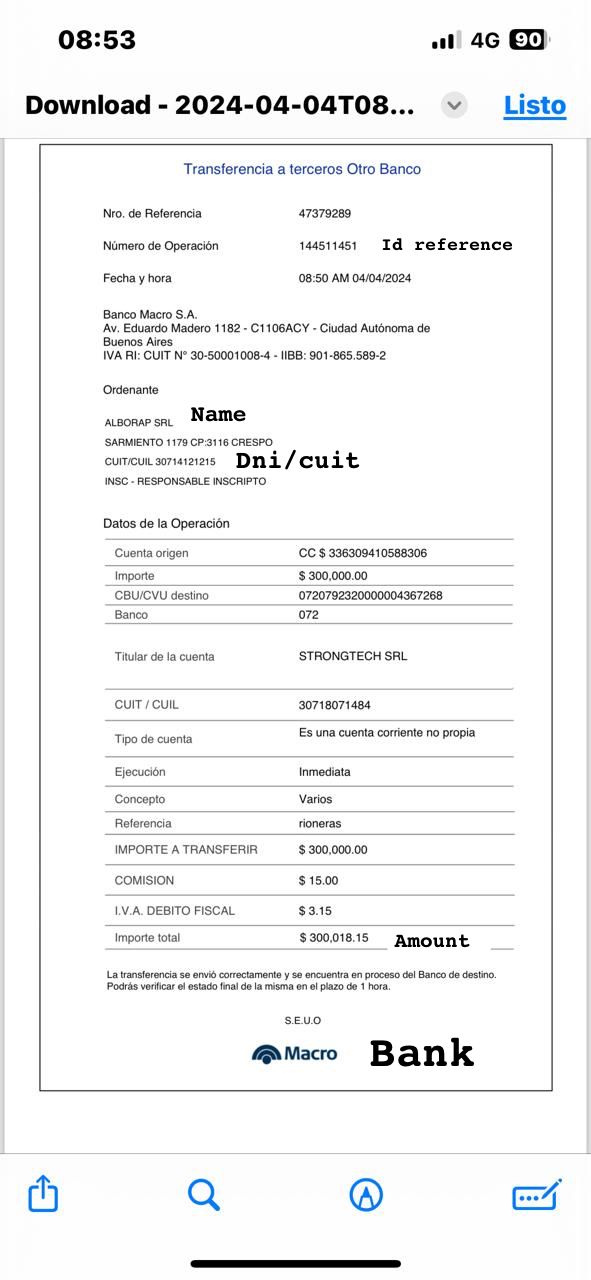 08:53 4G 90
Download - 2024-04-04T08... Listo
Transferencia a terceros Otro Banco
Nro. de Referencia 47379289
Número de Operación 144511451 Id reference
Fecha y hora 08:50 AM 04/04/2024
Banco Macro S.A.
Av. Eduardo Madero 1182 - C1106ACY - Ciudad Autónoma de
Buenos Aires
IVA RI: CUIT N° 30-50001008-4 - IIBB: 901-865.589-2
Ordenante
ALBORAP SRL Name
SARMIENTO 1179 CP:3116 CRESPO
CUIT/CUIL 30714121215 Dni/cuit
INSC - RESPONSABLE INSCRIPTO
Datos de la Operación
Cuenta origen CC $ 336309410588306
Importe $ 300,000.00
CBU/CVU destino 0720792320000004367268
Banco 072
Titular de la cuenta STRONGTECH SRL
CUIT / CUIL 30718071484
Tipo de cuenta Es una cuenta corriente no propia
Ejecución Inmediata
Concepto Varios
Referencia rioneras
IMPORTE A TRANSFERIR $ 300,000.00
COMISION $ 15.00
I.V.A. DEBITO FISCAL $ 3.15
Importe total $ 300,018.15 Amount
La transferencia se envió correctamente y se encuentra en proceso del Banco de destino.
Podrás verificar el estado final de la misma en el plazo de 1 hora.
S.E.U.O
Macro Bank